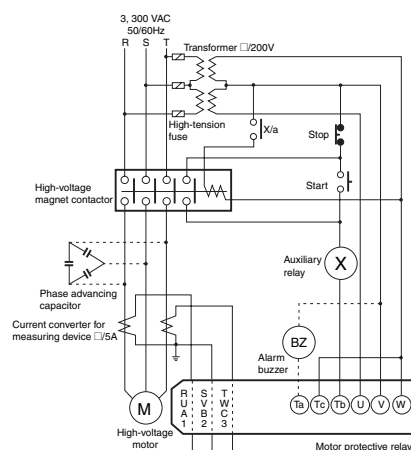 3, 300 VAC
50/60Hz
R S T
Transformer □/200V
High-tension
fuse
X/a
Stop
Start
High-voltage
magnet contactor
Auxiliary
relay
X
Phase advancing
capacitor
Current converter for
measuring device □/5A
BZ
Alarm
buzzer
M
High-voltage
motor
R U A 1
S V B 2
T W C 3
Ta Tc Tb U V W
Motor protective relay